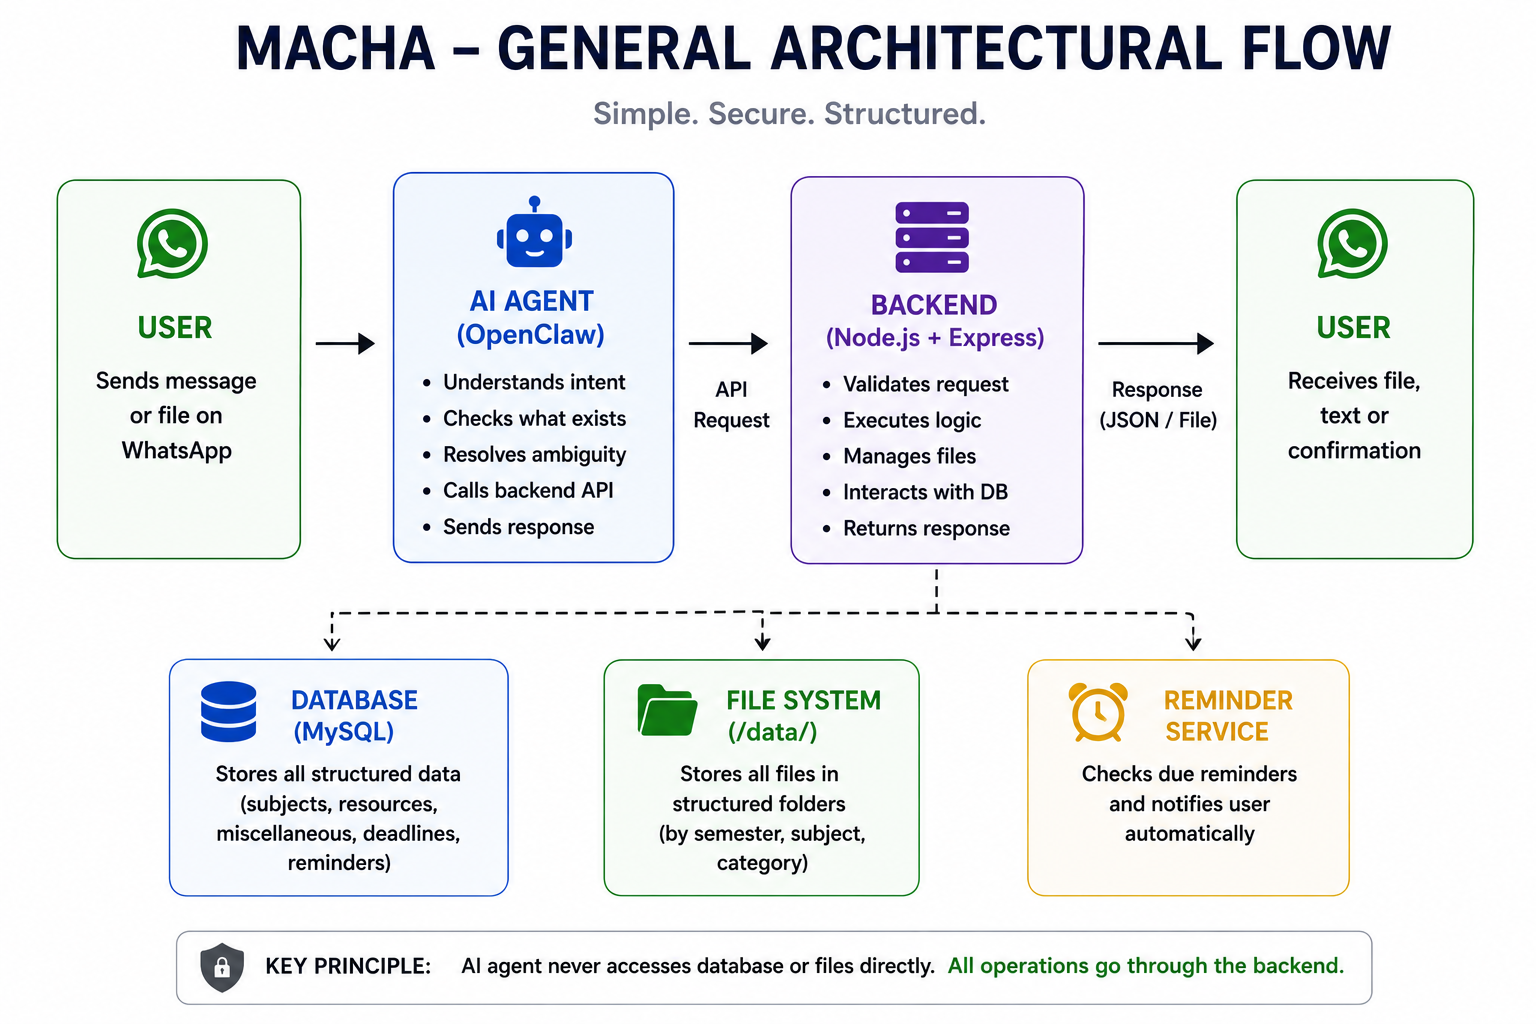 MACHA – GENERAL ARCHITECTURAL FLOW
Simple. Secure. Structured.
USER
Sends message
or file on
WhatsApp
AI AGENT
(OpenClaw)
• Understands intent
• Checks what exists
• Resolves ambiguity
• Calls backend API
• Sends response
API
Request
BACKEND
(Node.js + Express)
• Validates request
• Executes logic
• Manages files
• Interacts with DB
• Returns response
Response
(JSON / File)
USER
Receives file,
text or
confirmation
DATABASE
(MySQL)
Stores all structured data
(subjects, resources,
miscellaneous, deadlines,
reminders)
FILE SYSTEM
(/data/)
Stores all files in
structured folders
(by semester, subject,
category)
REMINDER
SERVICE
Checks due reminders
and notifies user
automatically
KEY PRINCIPLE: AI agent never accesses database or files directly. All operations go through the backend.